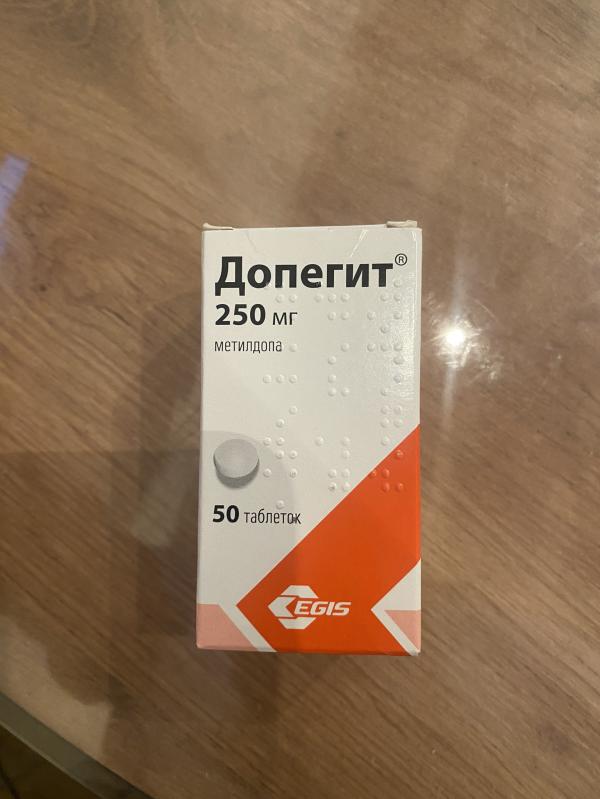 Допегит®
250 мг
метилдопа
50 таблеток
EGIS